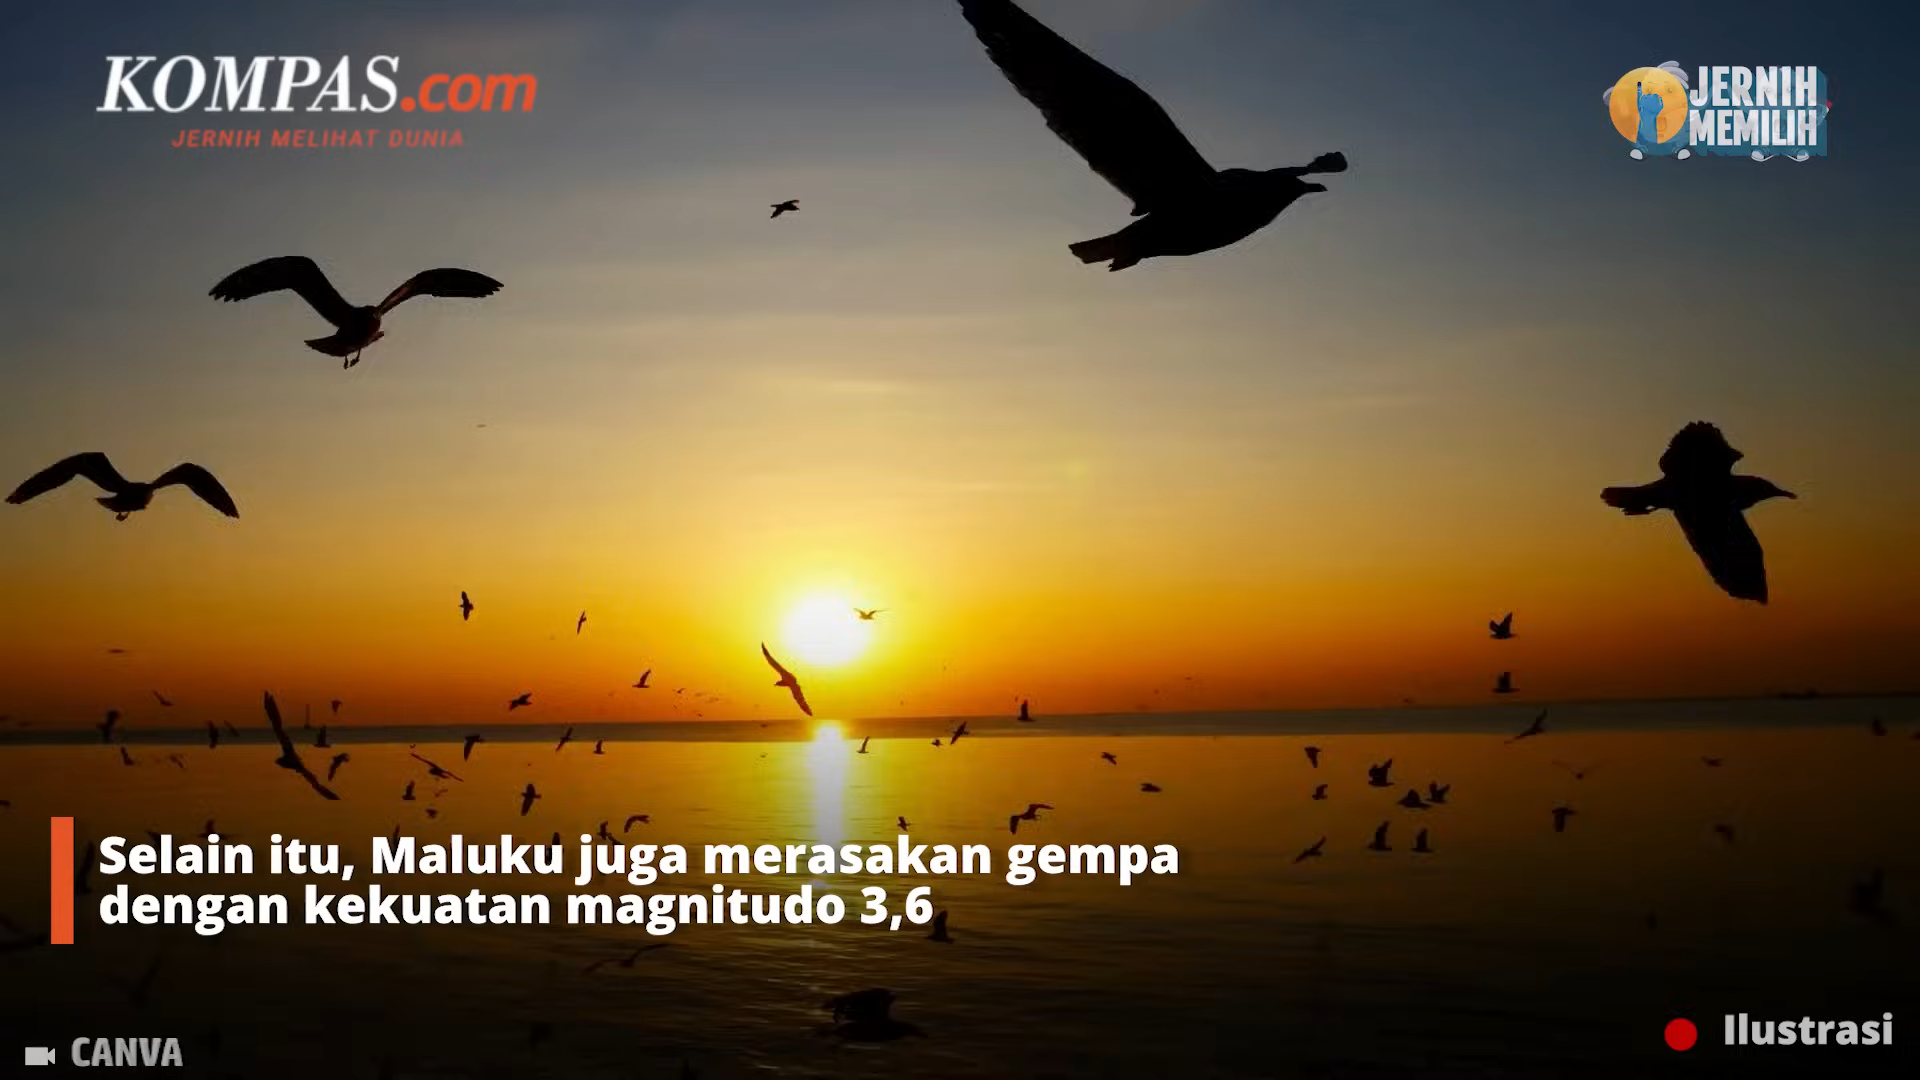 KOMPAS.com
JERNIH MELIHAT DUNIA
JERNIH
MEMILIH
Selain itu, Maluku juga merasakan gempa
dengan kekuatan magnitudo 3,6
CANVA
Ilustrasi